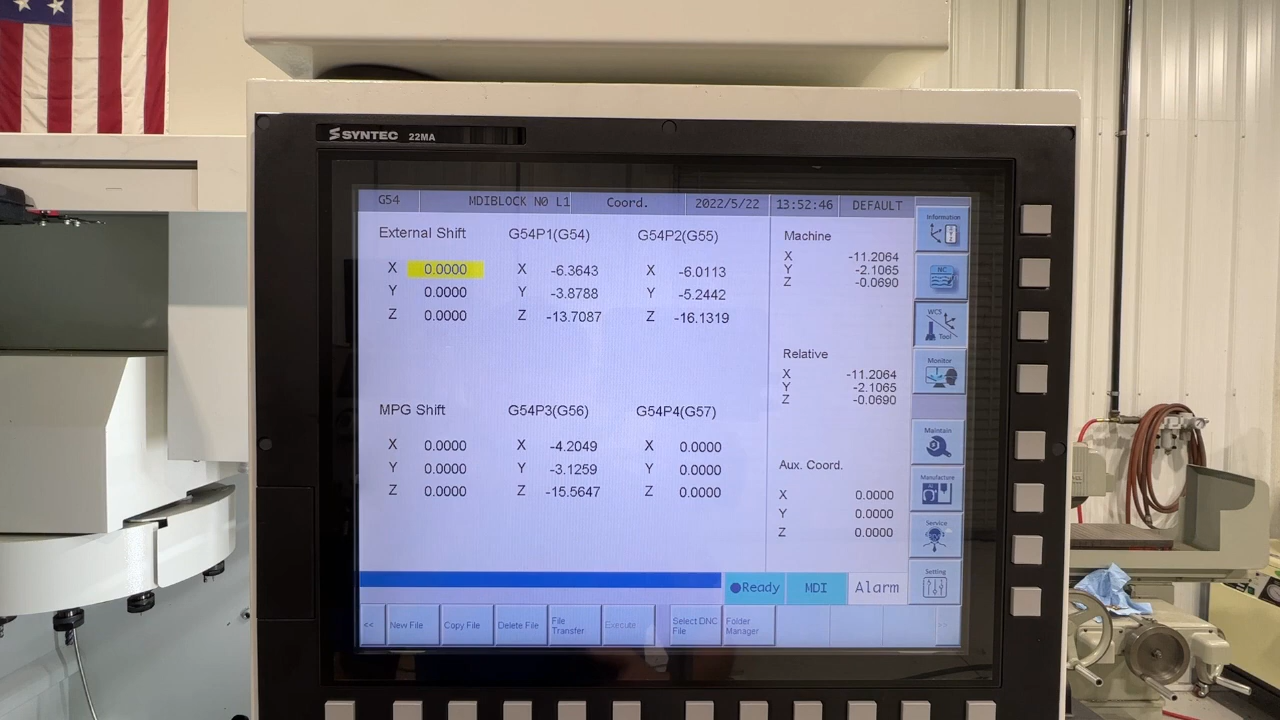 SYNTEC 22MA
G54 MDIBLOCK N0 L1 Coord. 2022/5/22 13:52:46 DEFAULT
External Shift G54P1(G54) G54P2(G55)
X 0.0000 X -6.3643 X -6.0113
Y 0.0000 Y -3.8788 Y -5.2442
Z 0.0000 Z -13.7087 Z -16.1319
MPG Shift G54P3(G56) G54P4(G57)
X 0.0000 X -4.2049 X 0.0000
Y 0.0000 Y -3.1259 Y 0.0000
Z 0.0000 Z -15.5647 Z 0.0000
Machine
X -11.2064
Y -2.1065
Z -0.0690
Relative
X -11.2064
Y -2.1065
Z -0.0690
Aux. Coord.
X 0.0000
Y 0.0000
Z 0.0000
Information
NC
WCS
Tool
Monitor
Maintain
Manufacture
Service
Setting
Ready MDI Alarm
<< New File Copy File Delete File File Transfer Execute Select DNC File Folder Manager >>